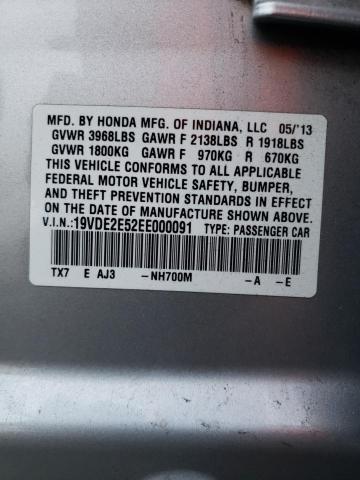 MFD. BY HONDA MFG. OF INDIANA, LLC 05/'13
GVWR 3968LBS GAWR F 2138LBS R 1918LBS
GVWR 1800KG GAWR F 970KG R 670KG
THIS VEHICLE CONFORMS TO ALL APPLICABLE
FEDERAL MOTOR VEHICLE SAFETY, BUMPER,
AND THEFT PREVENTION STANDARDS IN EFFECT
ON THE DATE OF MANUFACTURE SHOWN ABOVE.
V.I.N.:19VDE2E52EE000091 TYPE: PASSENGER CAR
TX7 E AJ3 -NH700M -A -E